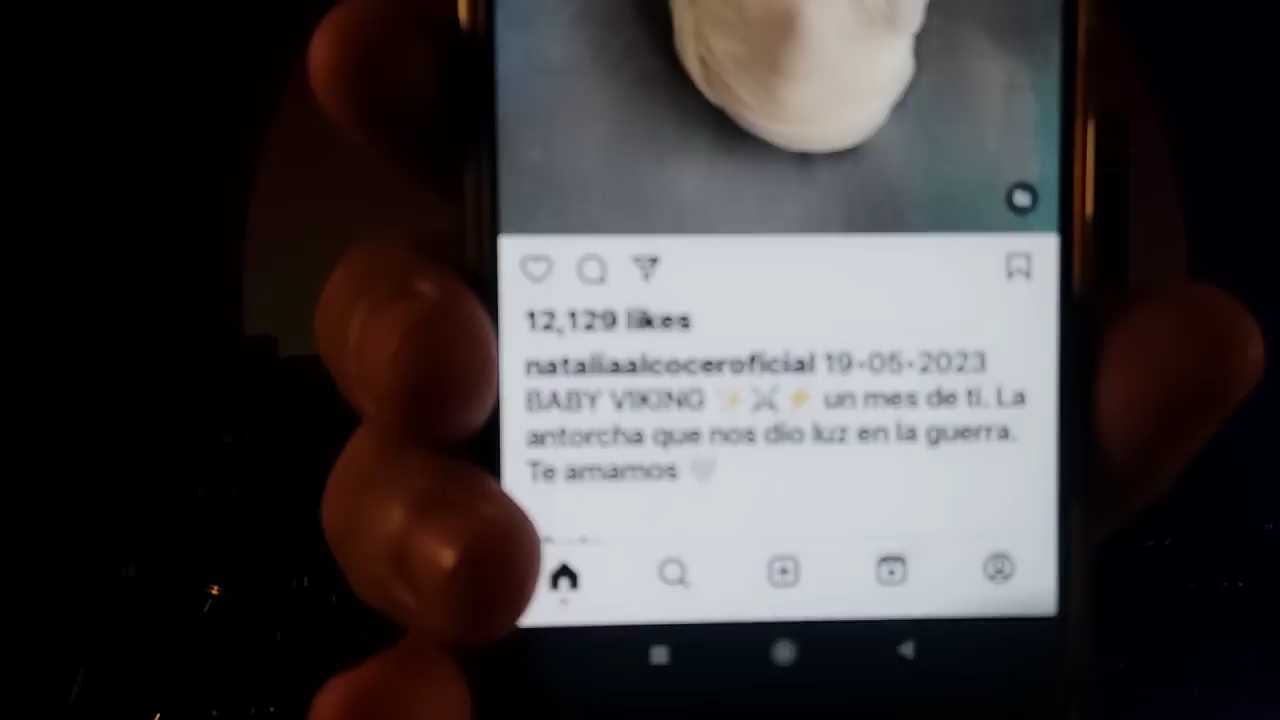 12,129 likes
nataliaalcoceroficial 19-05-2023
BABY VIKING ✨⚔️⚡ un mes de ti. La
antorcha que nos dio luz en la guerra.
Te amamos 🤍